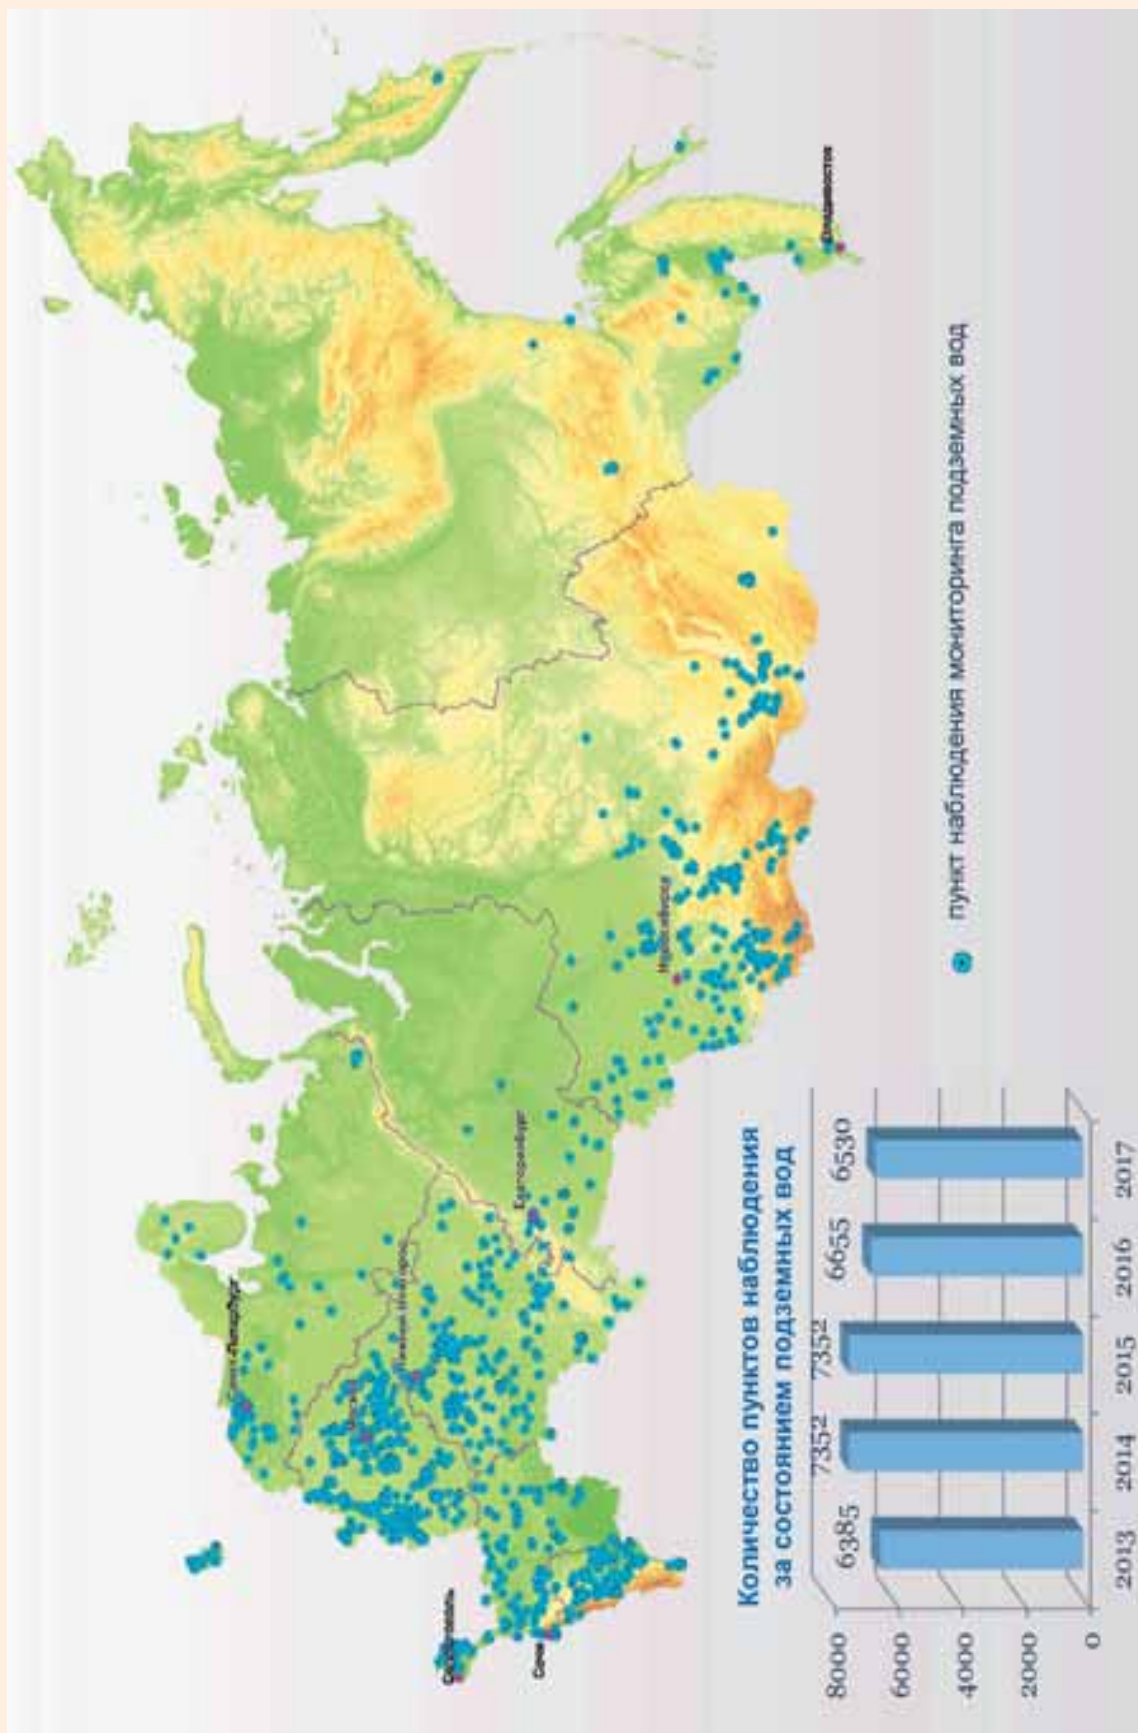 Санкт-Петербург
Москва
Нижний Новгород
Севастополь
Сочи
Екатеринбург
Новосибирск
Владивосток
Количество пунктов наблюдения
за состоянием подземных вод
8000
6000
4000
2000
0
6385
7352
7352
6655
6530
2013
2014
2015
2016
2017
пункт наблюдения мониторинга подземных вод